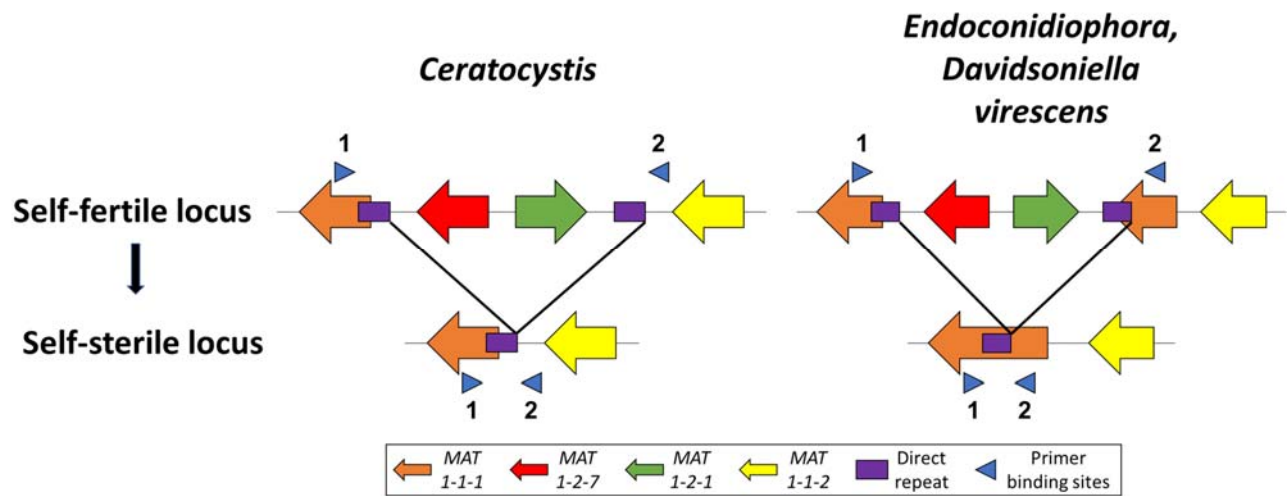 Ceratocystis
Endoconidiophora,
Davidsoniella
virescens
1
2
1
2
Self-fertile locus
Self-sterile locus
1
2
1
2
MAT
1-1-1
MAT
1-2-7
MAT
1-2-1
MAT
1-1-2
Direct
repeat
Primer
binding sites